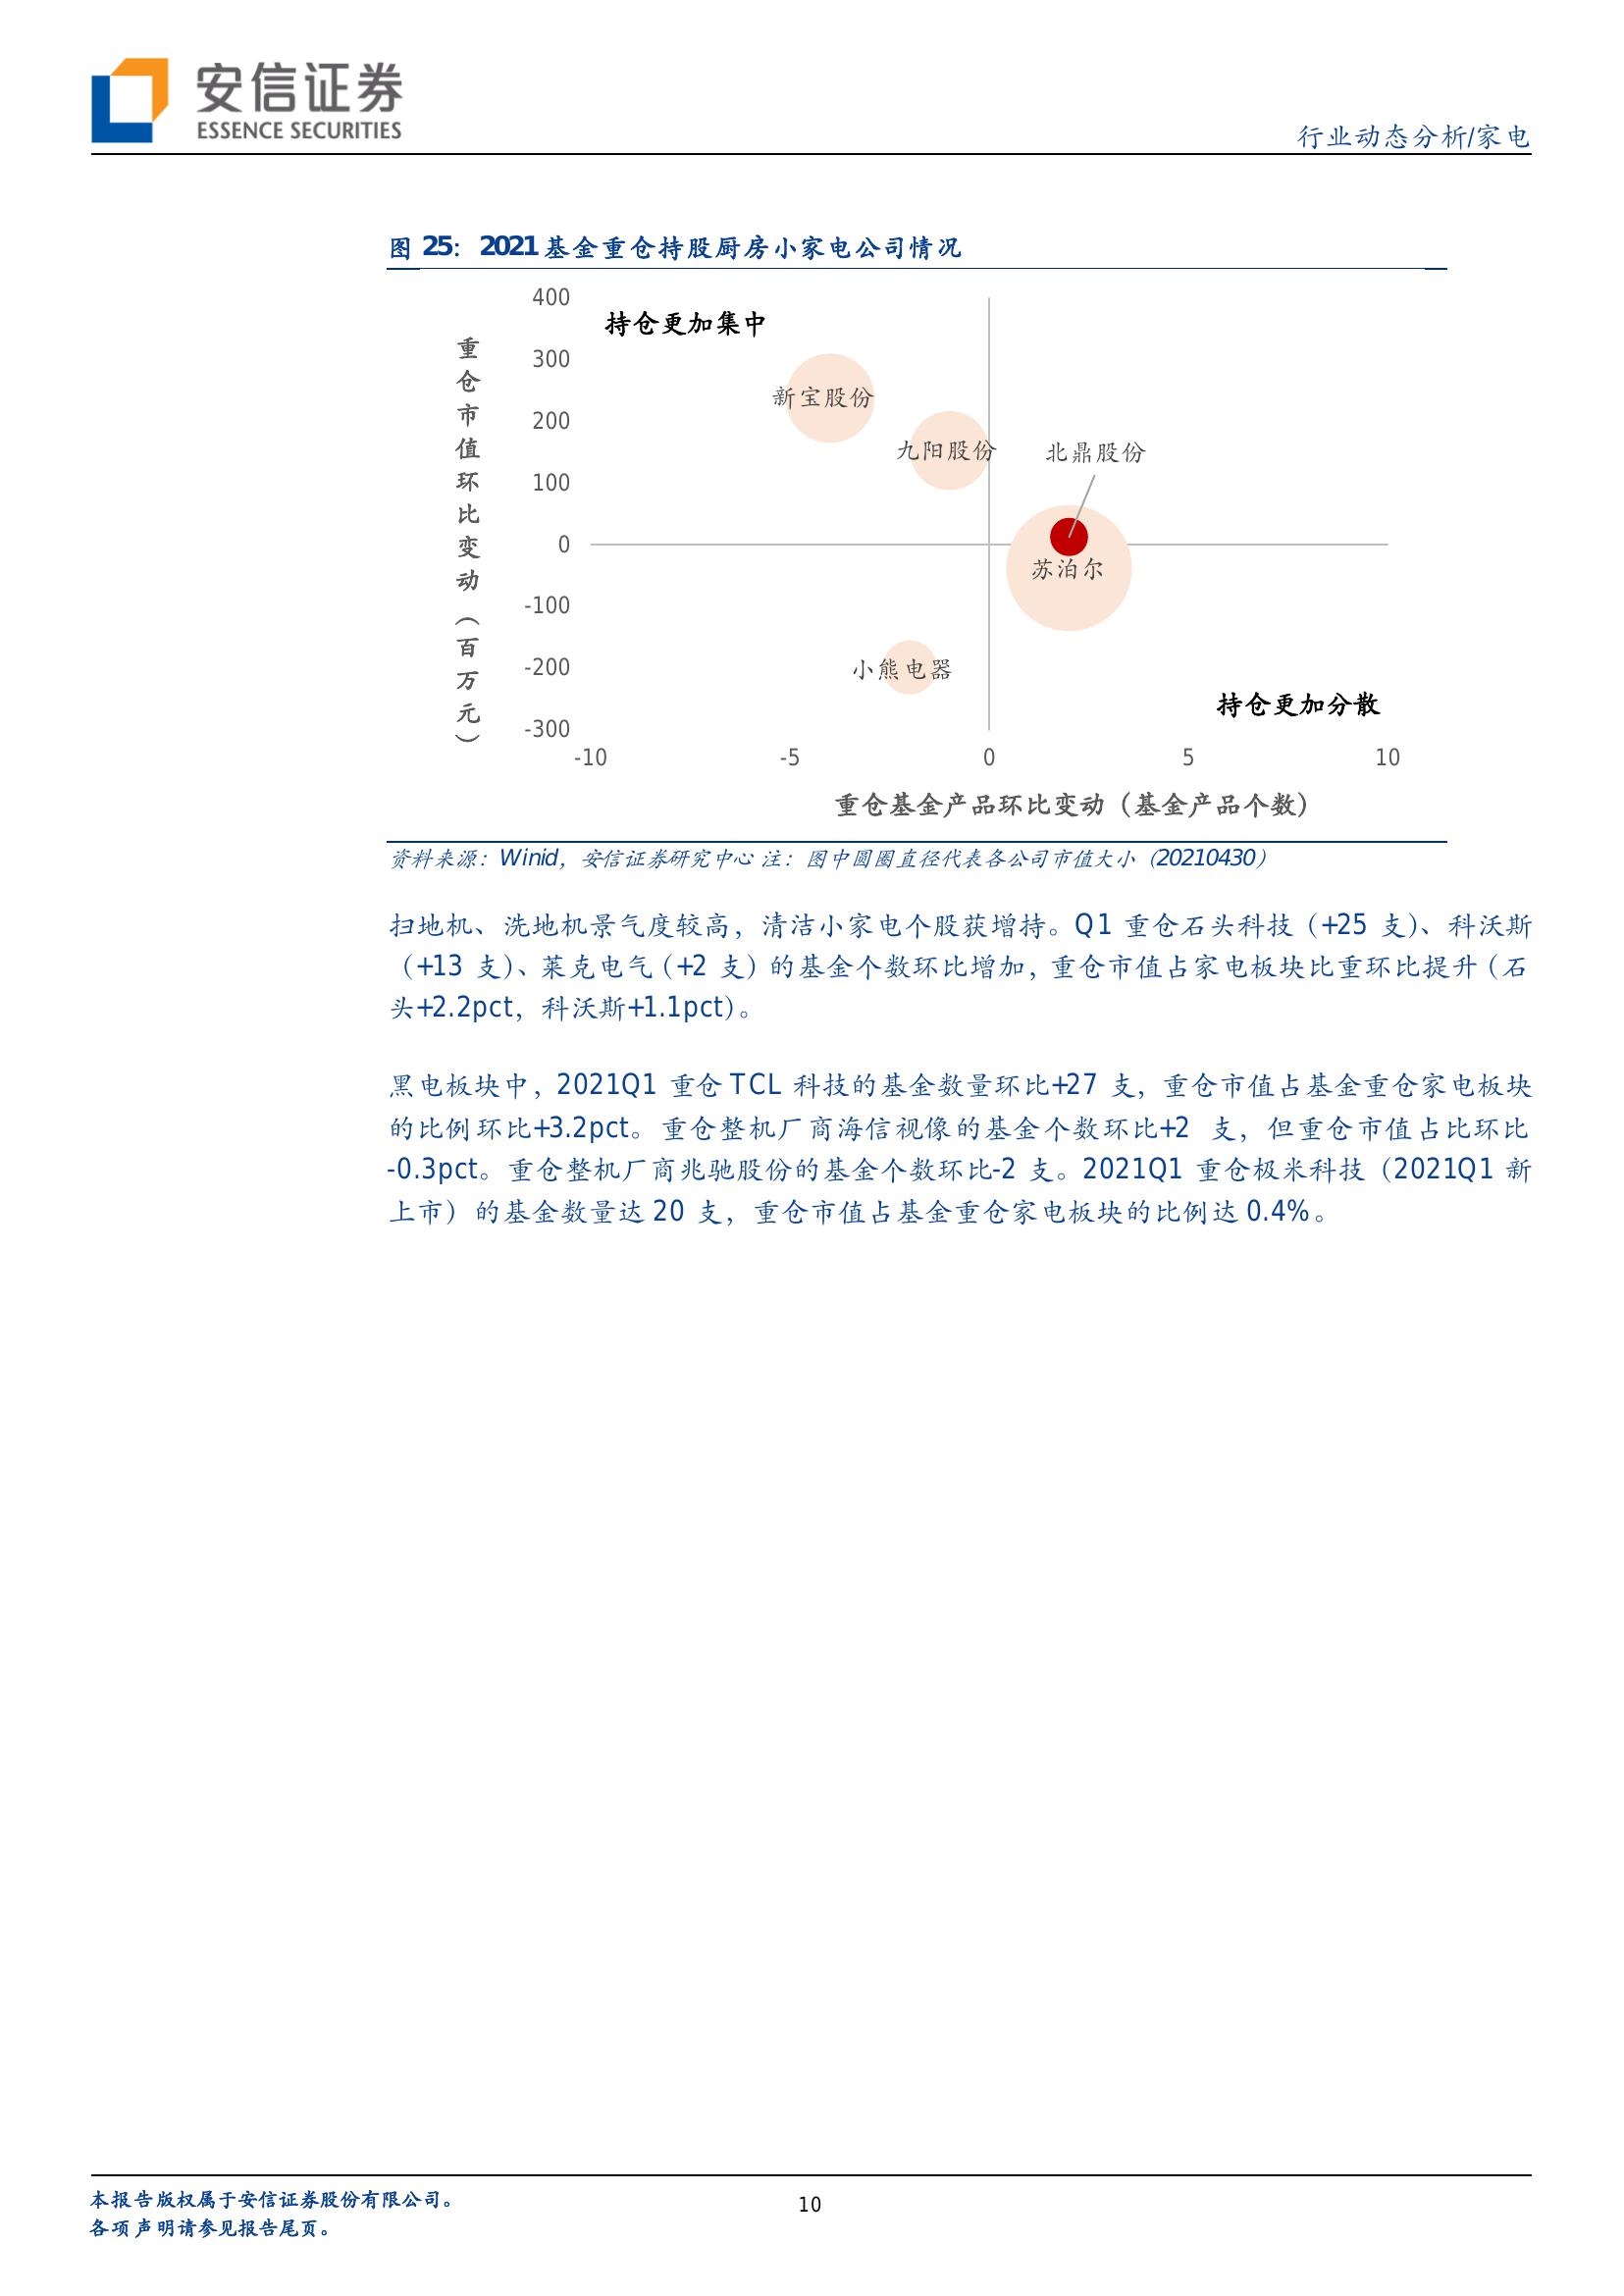 安信证券
ESSENCE SECURITIES
行业动态分析/家电
图 25： 2021基金重仓持股厨房小家电公司情况
重仓市值环比变动（百万元）
400
300
200
100
0
-100
-200
-300
持仓更加集中
新宝股份
九阳股份
北鼎股份
苏泊尔
小熊电器
持仓更加分散
-10
-5
0
5
10
重仓基金产品环比变动（基金产品个数）
资料来源：Winid，安信证券研究中心 注：图中圆圈直径代表各公司市值大小（20210430）
扫地机、洗地机景气度较高，清洁小家电个股获增持。Q1 重仓石头科技（+25 支）、科沃斯
（+13 支）、莱克电气（+2 支）的基金个数环比增加，重仓市值占家电板块比重环比提升（石
头+2.2pct，科沃斯+1.1pct）。
黑电板块中，2021Q1 重仓 TCL 科技的基金数量环比+27 支，重仓市值占基金重仓家电板块
的比例环比+3.2pct。重仓整机厂商海信视像的基金个数环比+2 支，但重仓市值占比环比
-0.3pct。重仓整机厂商兆驰股份的基金个数环比-2 支。2021Q1 重仓极米科技（2021Q1 新
上市）的基金数量达 20 支，重仓市值占基金重仓家电板块的比例达 0.4%。
本报告版权属于安信证券股份有限公司。
各项声明请参见报告尾页。
10